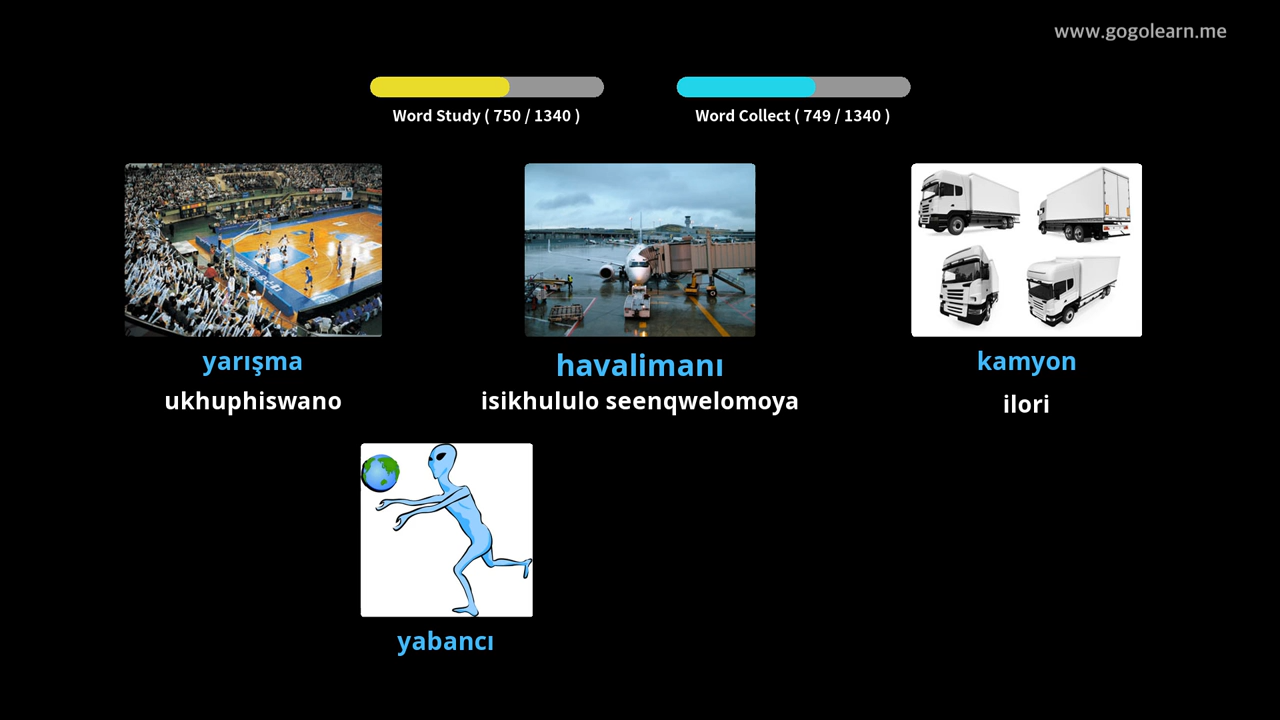 www.gogolearn.me
Word Study ( 750 / 1340 )
Word Collect ( 749 / 1340 )
yarışma
ukhuphiswano
havalimanı
isikhululo seenqwelomoya
kamyon
ilori
yabancı